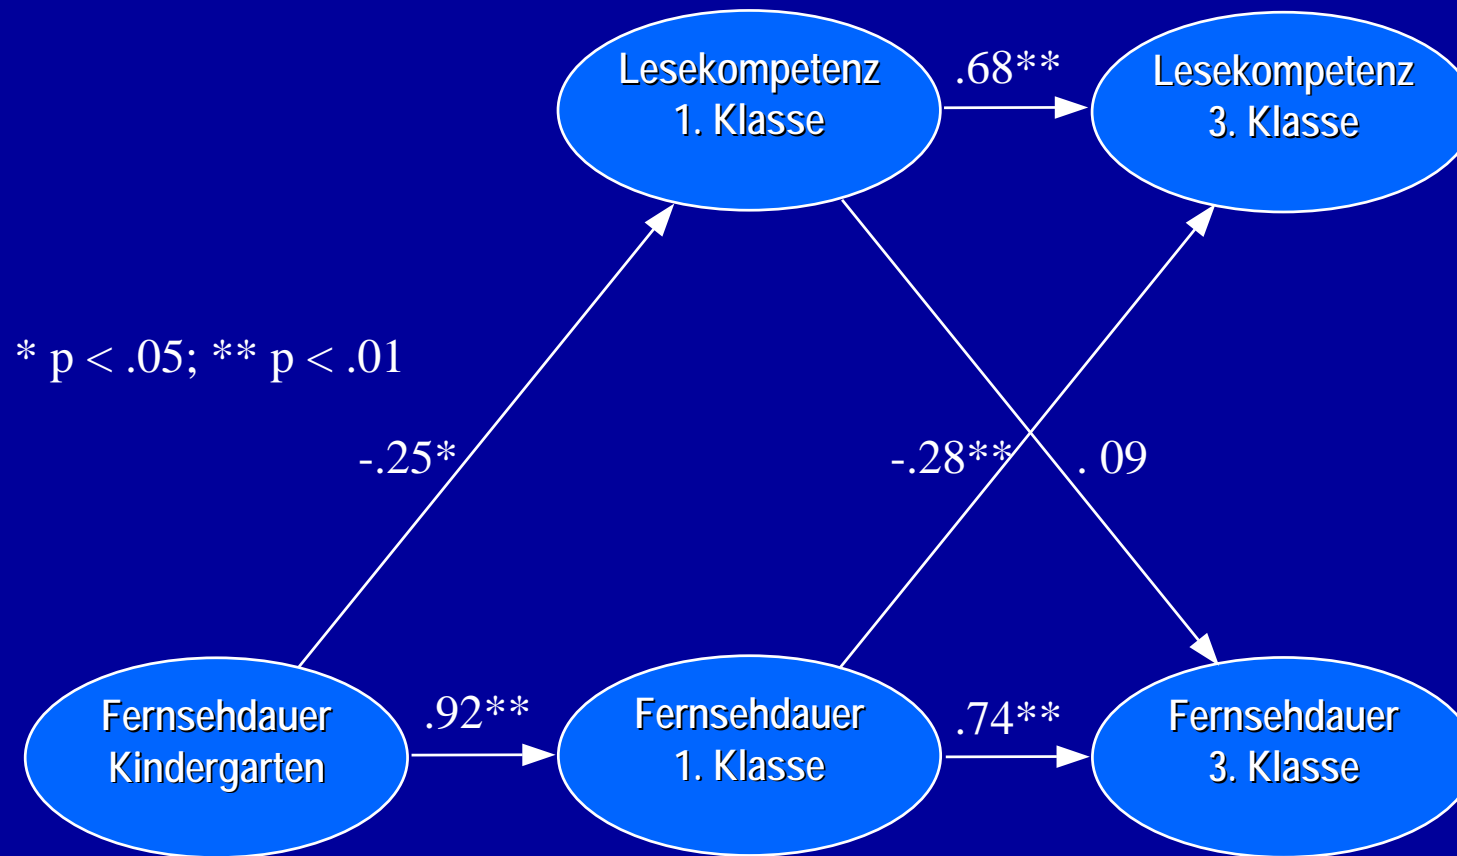 Lesekompetenz
1. Klasse
.68**
Lesekompetenz
3. Klasse
* p < .05; ** p < .01
-.25*
-.28**
. 09
Fernsehdauer
Kindergarten
.92**
Fernsehdauer
1. Klasse
.74**
Fernsehdauer
3. Klasse